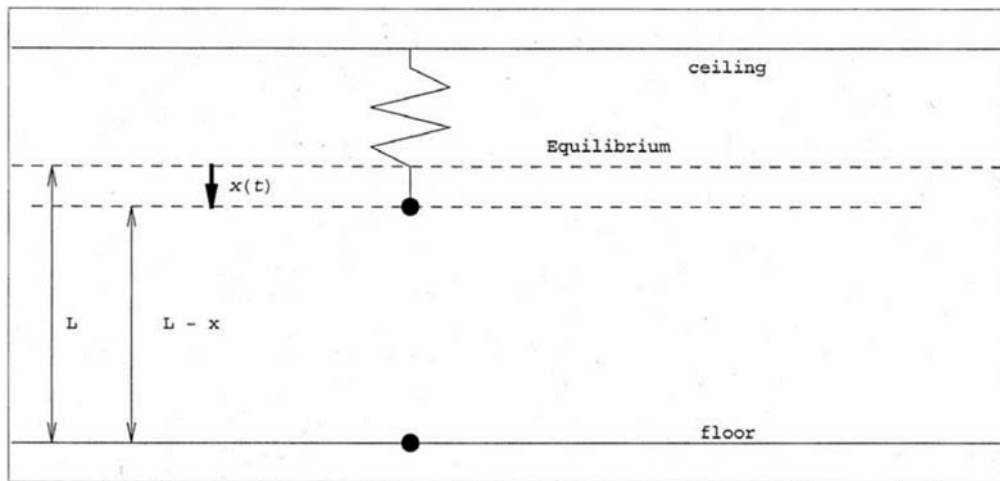 ceiling
Equilibrium
x(t)
L
L - x
floor